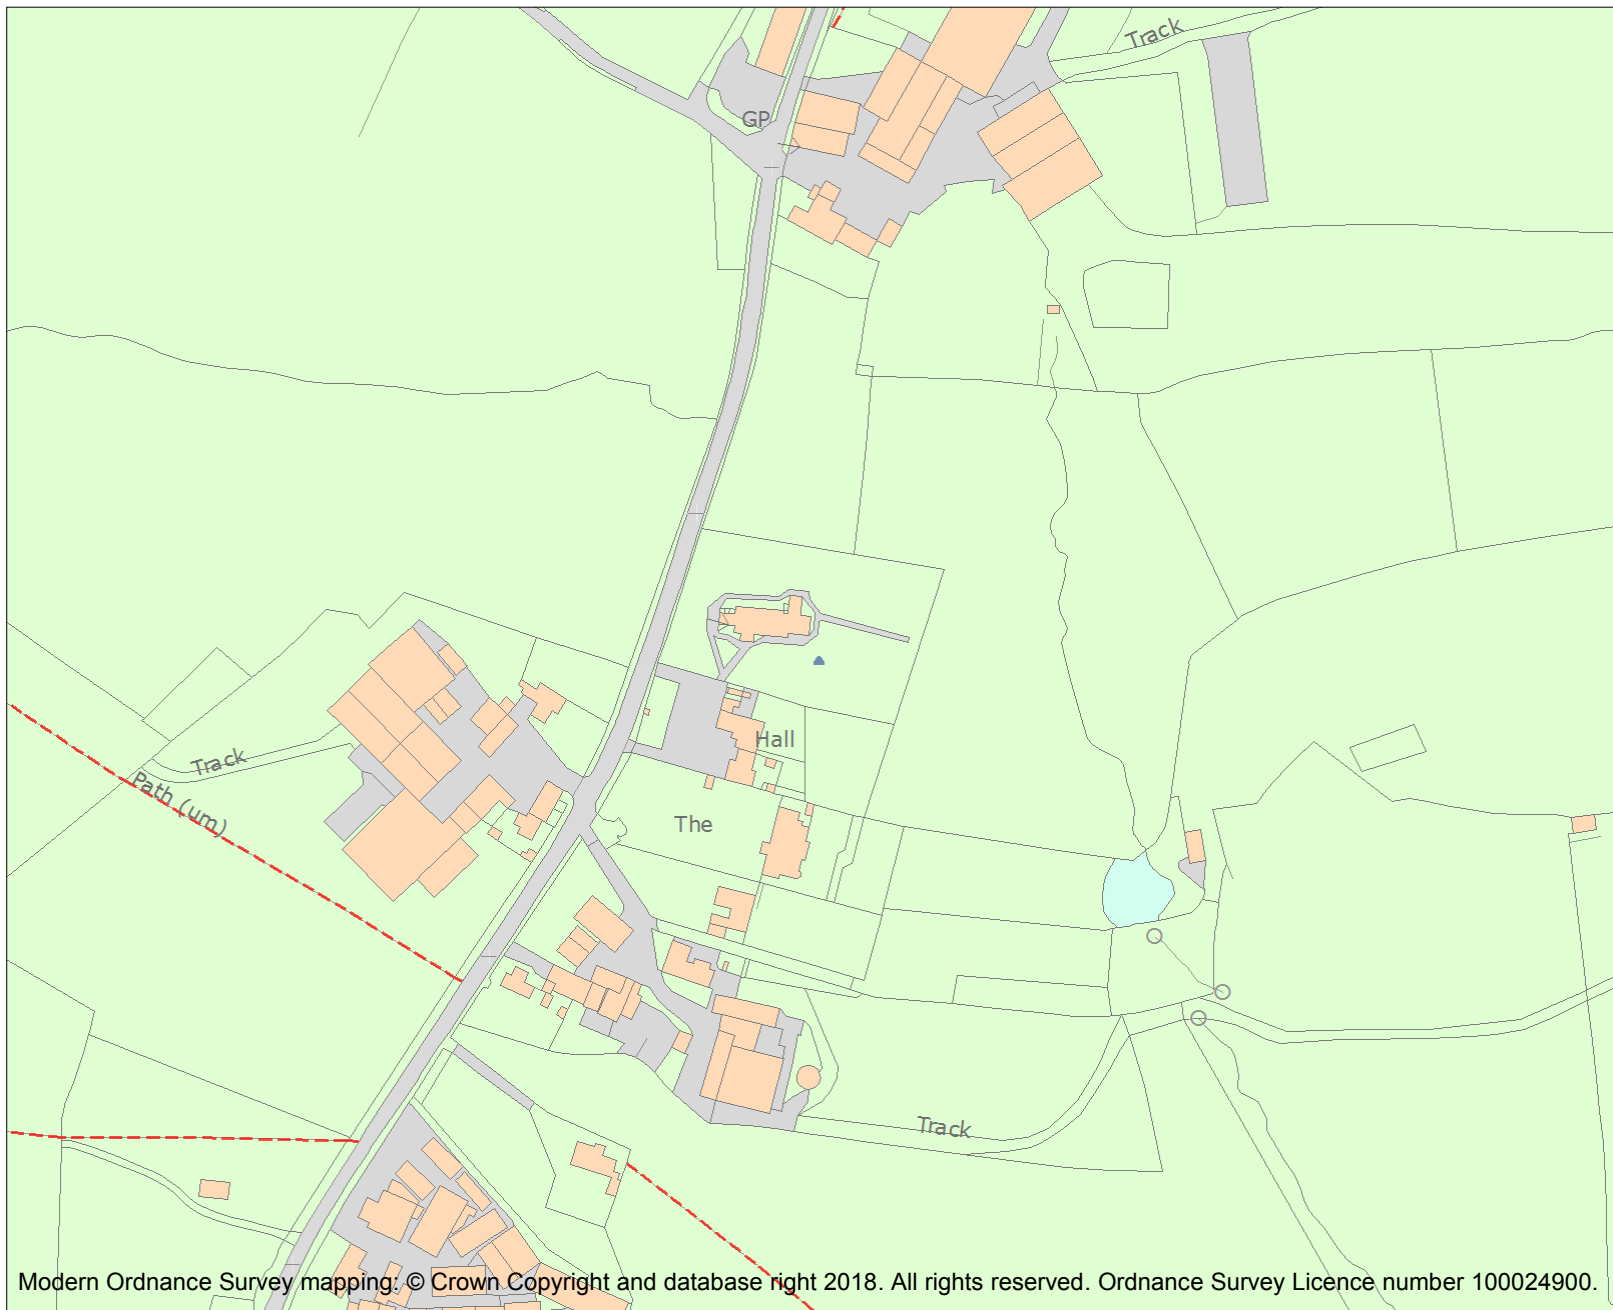 Track
GP
Hall
Track
Path (um)
The
Track
Modern Ordnance Survey mapping: © Crown Copyright and database right 2018. All rights reserved. Ordnance Survey Licence number 100024900.